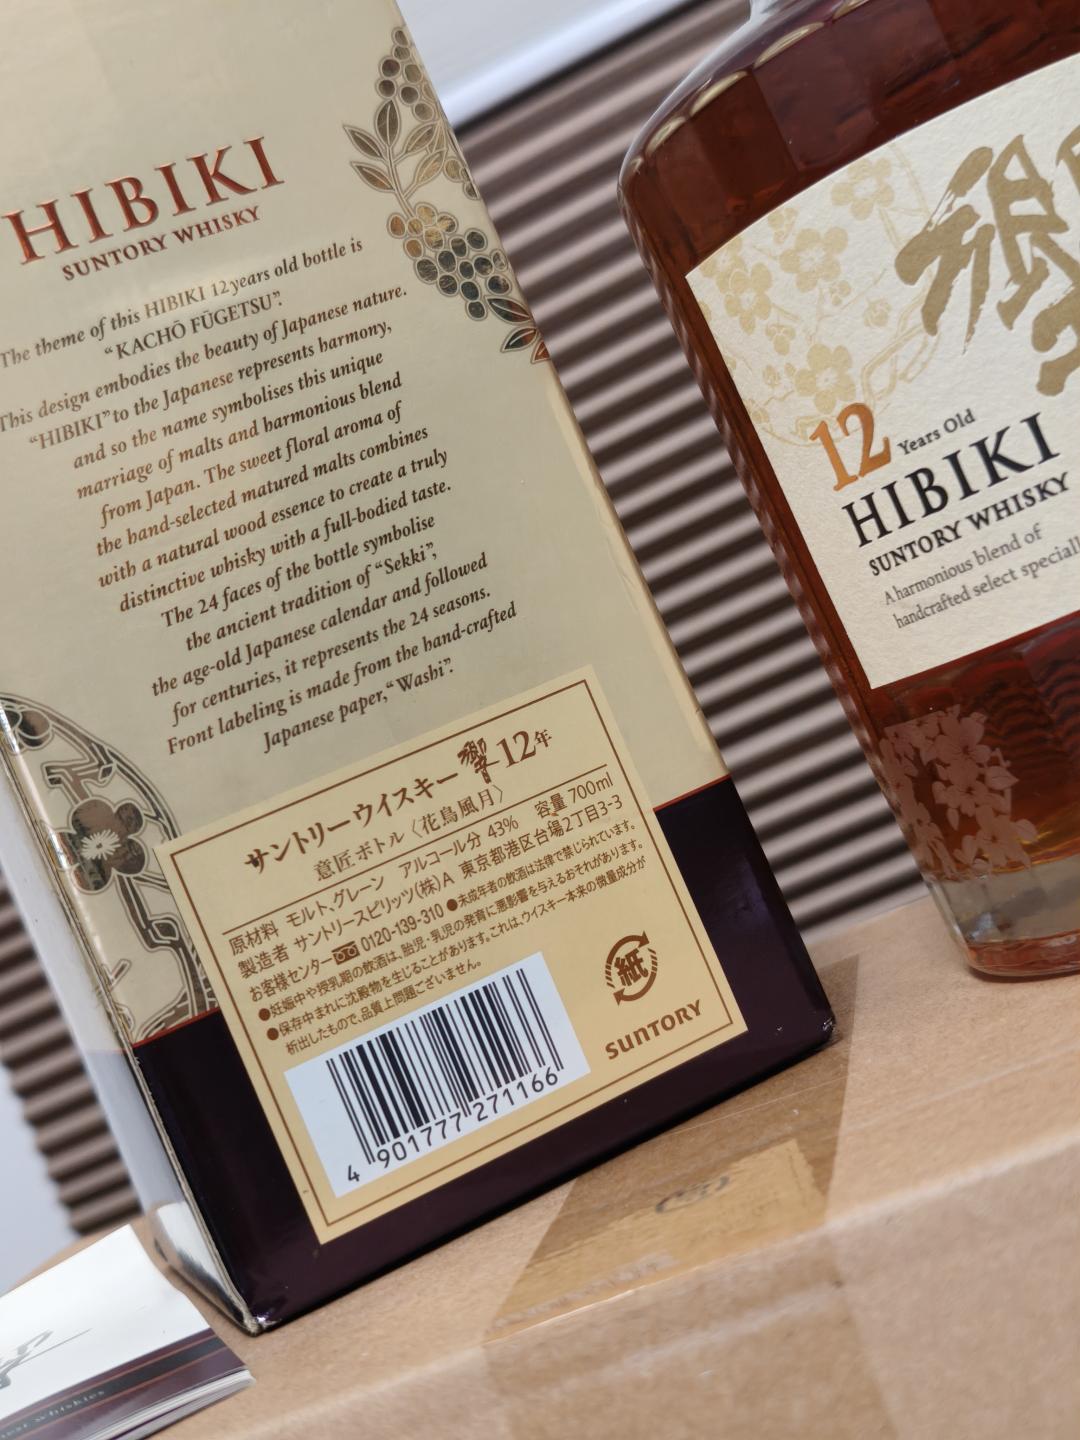 HIBIKI
SUNTORY WHISKY
The theme of this HIBIKI 12years old bottle is
“KACHŌ FŪGETSU”.
This design embodies the beauty of Japanese nature.
“HIBIKI” to the Japanese represents harmony,
and so the name symbolises this unique
marriage of malts and harmonious blend
from Japan. The sweet floral aroma of
the hand-selected matured malts combines
with a natural wood essence to create a truly
distinctive whisky with a full-bodied taste.
The 24 faces of the bottle symbolise
the ancient tradition of “Sekki”,
the age-old Japanese calendar and followed
for centuries, it represents the 24 seasons.
Front labeling is made from the hand-crafted
Japanese paper,“Washi”.
サントリーウイスキー 響 12年
意匠ボトル〈花鳥風月〉
原材料 モルト、グレーン アルコール分 43% 容量 700ml
製造者 サントリースピリッツ(株)A 東京都港区台場2丁目3-3
お客様センター 0120-139-310 ●未成年者の飲酒は法律で禁じられています。
●妊娠中や授乳期の飲酒は、胎児・乳児の発育に悪影響を与えるおそれがあります。
●保存中まれに沈殿物を生じることがあります。これは、ウイスキー本来の微量成分が
析出したもので、品質上問題ございません。
紙
SUNTORY
4 901777 271166
響
12 Years Old
HIBIKI
SUNTORY WHISKY
A harmonious blend of
handcrafted select